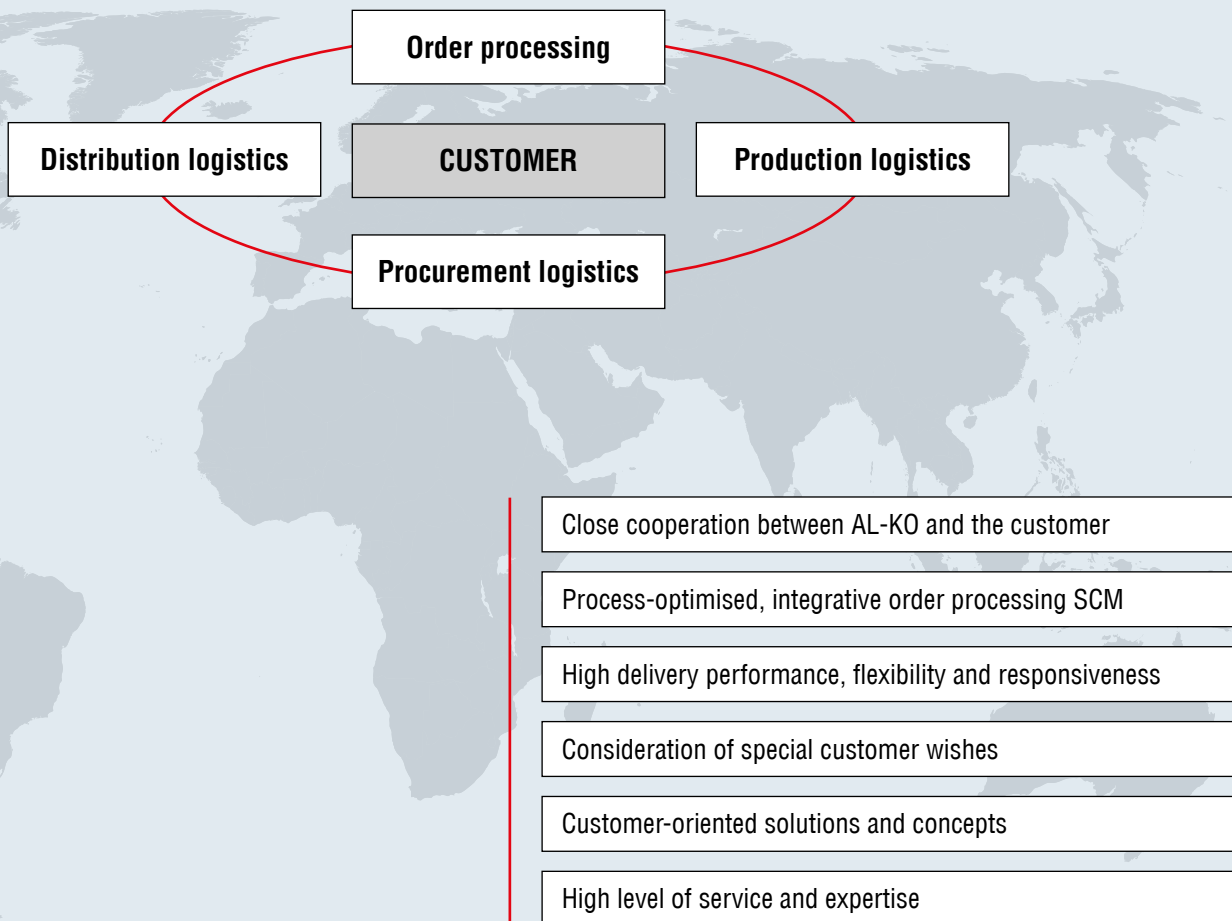 Order processing
Distribution logistics
CUSTOMER
Production logistics
Procurement logistics
Close cooperation between AL-KO and the customer
Process-optimised, integrative order processing SCM
High delivery performance, flexibility and responsiveness
Consideration of special customer wishes
Customer-oriented solutions and concepts
High level of service and expertise